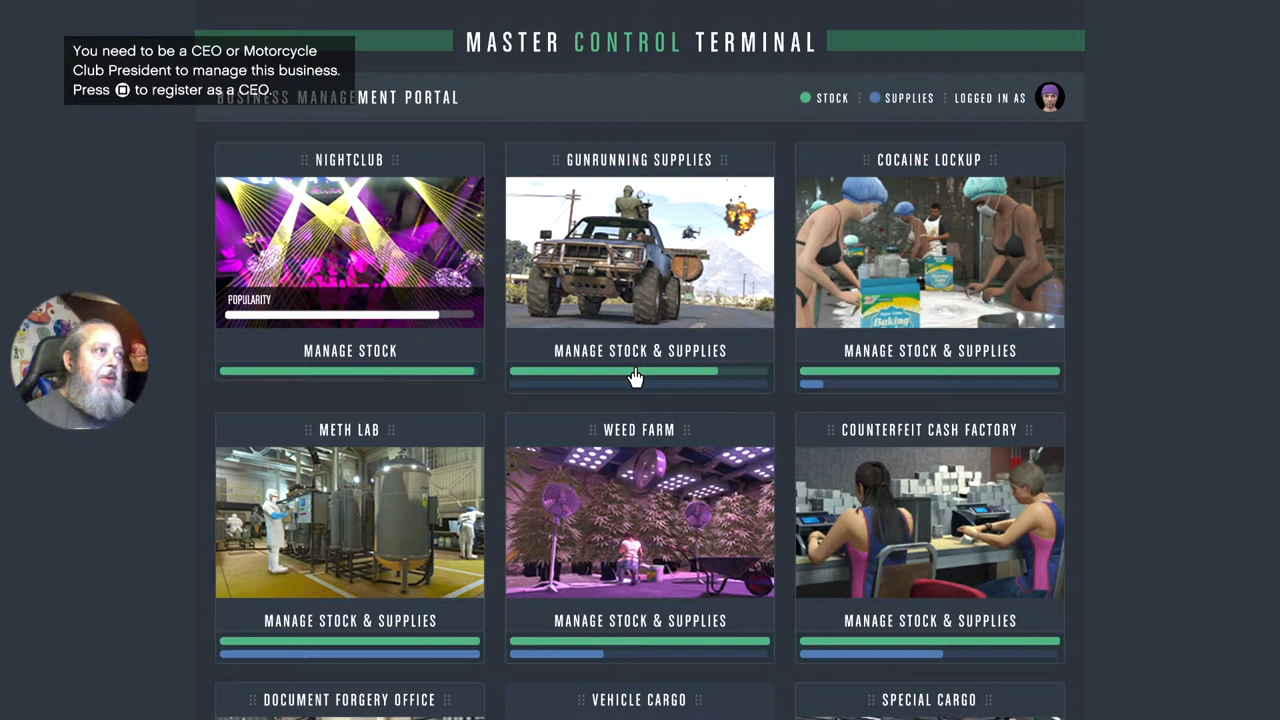 MASTER CONTROL TERMINAL
You need to be a CEO or Motorcycle
Club President to manage this business.
Press to register as a CEO.
BUSINESS MANAGEMENT PORTAL
STOCK SUPPLIES LOGGED IN AS
NIGHTCLUB
GUNRUNNING SUPPLIES
COCAINE LOCKUP
POPULARITY
Baking
MANAGE STOCK
MANAGE STOCK & SUPPLIES
MANAGE STOCK & SUPPLIES
METH LAB
WEED FARM
COUNTERFEIT CASH FACTORY
MANAGE STOCK & SUPPLIES
MANAGE STOCK & SUPPLIES
MANAGE STOCK & SUPPLIES
DOCUMENT FORGERY OFFICE
VEHICLE CARGO
SPECIAL CARGO